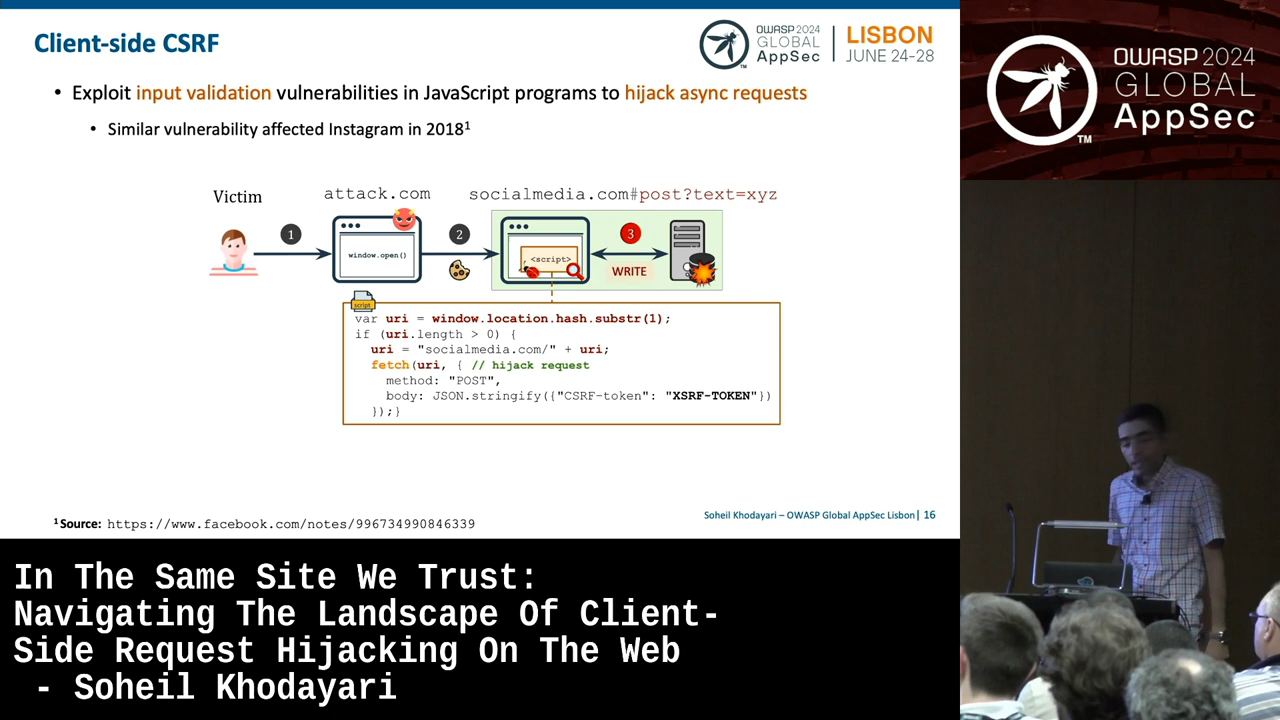 Client-side CSRF
OWASP 2024
GLOBAL
AppSec
TM
LISBON
JUNE 24-28
• Exploit input validation vulnerabilities in JavaScript programs to hijack async requests
• Similar vulnerability affected Instagram in 2018¹
Victim
attack.com
socialmedia.com#post?text=xyz
1
2
3
window.open()
<script>
WRITE
script
var uri = window.location.hash.substr(1);
if (uri.length > 0) {
uri = "socialmedia.com/" + uri;
fetch(uri, { // hijack request
method: "POST",
body: JSON.stringify({"CSRF-token": "XSRF-TOKEN"})
});}
¹Source: https://www.facebook.com/notes/996734990846339
Soheil Khodayari – OWASP Global AppSec Lisbon| 16
OWASP 2024
GLOBAL
AppSec
TM
In The Same Site We Trust:
Navigating The Landscape Of Client-
Side Request Hijacking On The Web
- Soheil Khodayari